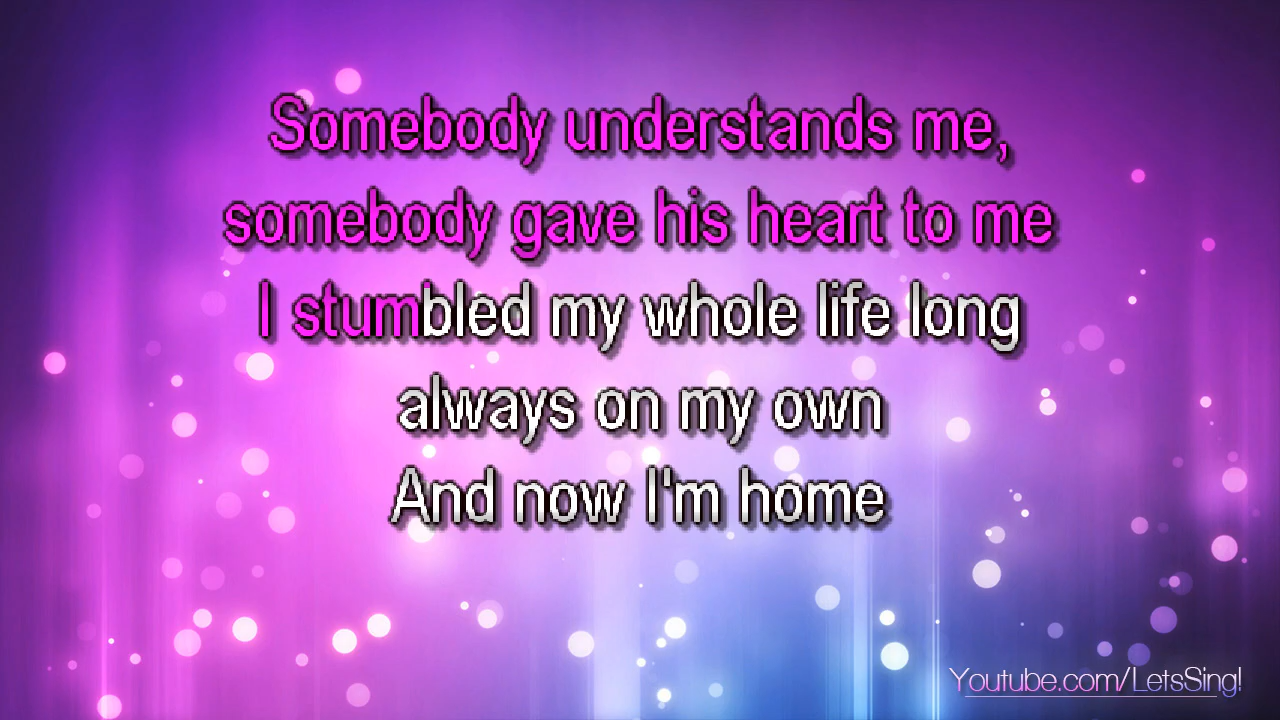 Somebody understands me,
somebody gave his heart to me
I stumbled my whole life long
always on my own
And now I'm home
Youtube.com/LetsSing!